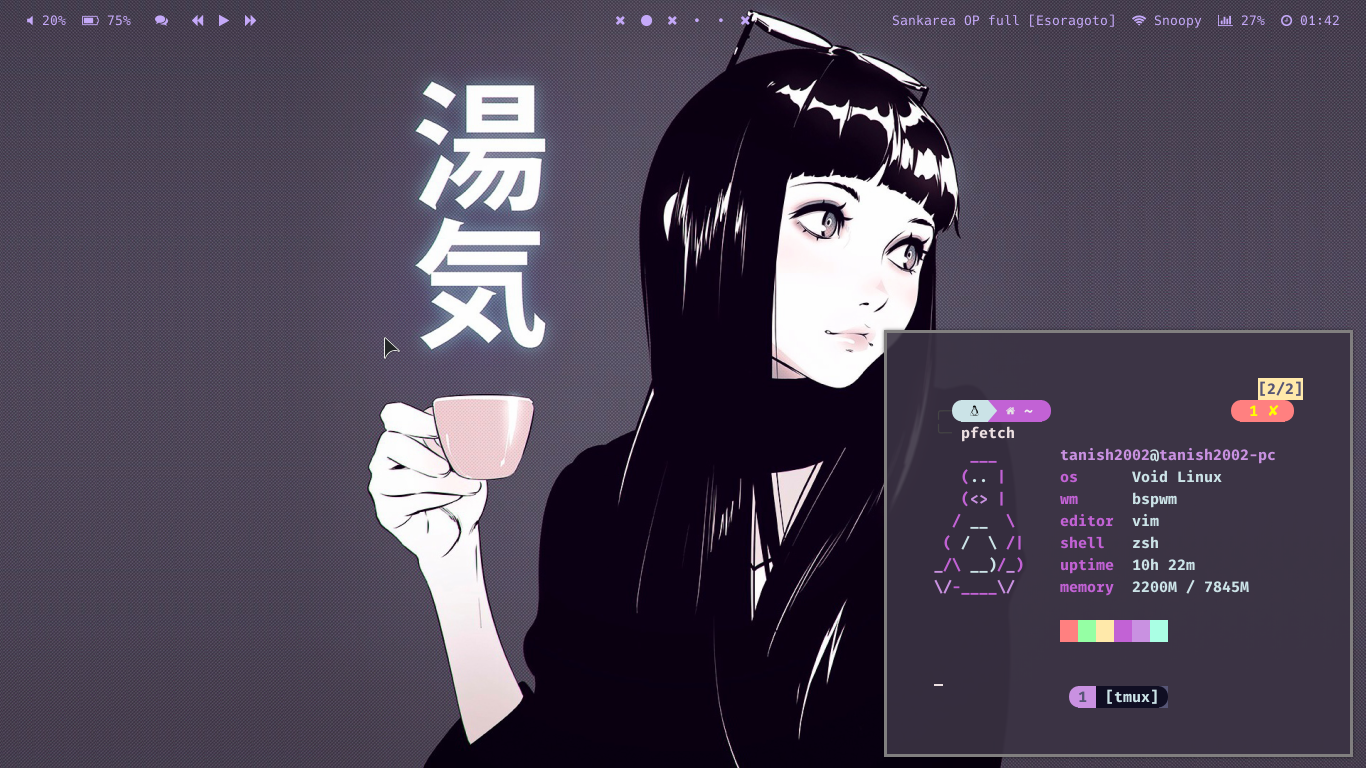 20% 75%
Sankarea OP full [Esoragoto] Snoopy 27% 01:42
湯
気
[2/2]
~ 1 ✘
pfetch
___ tanish2002@tanish2002-pc
(.. | os Void Linux
(<> | wm bspwm
/ __ \ editor vim
( / \ /| shell zsh
_/\ __)/_) uptime 10h 22m
\/-____\/ memory 2200M / 7845M
1 [tmux]